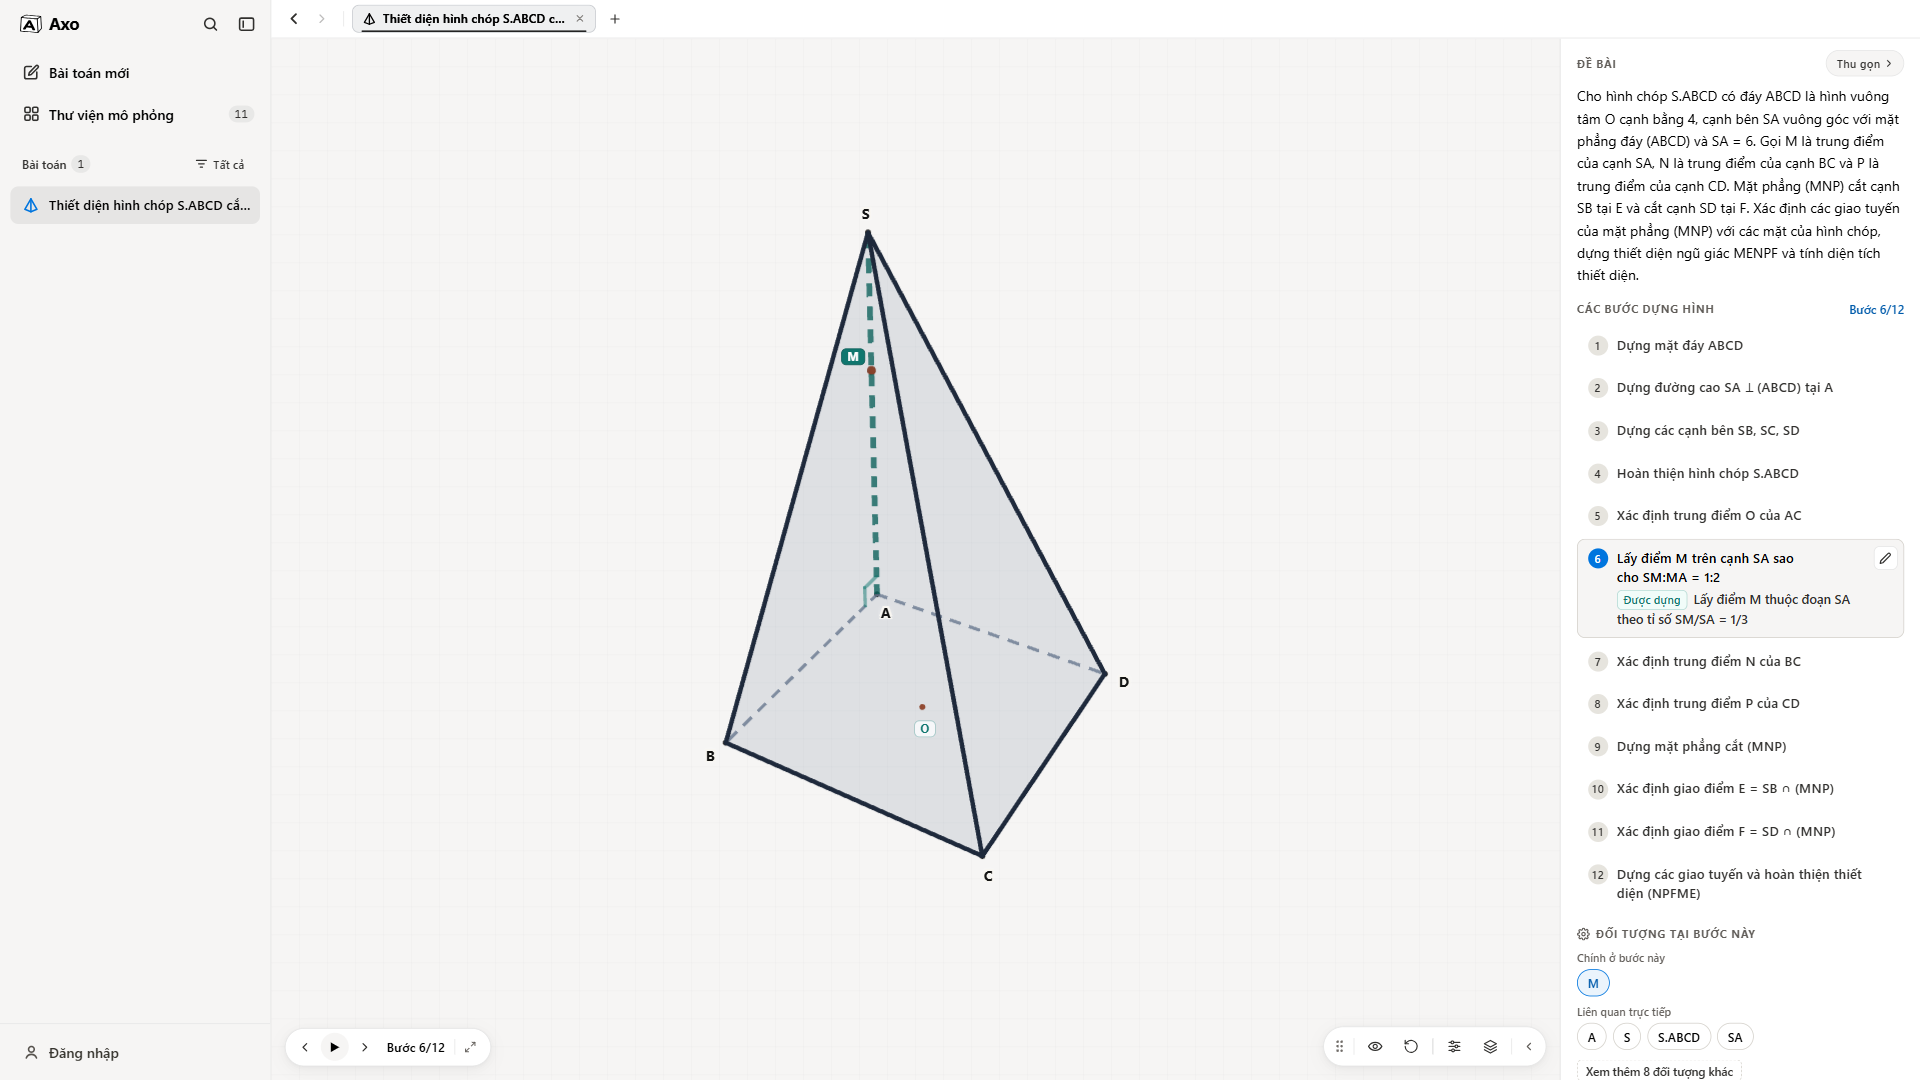 Axo
Bài toán mới
Thư viện mô phỏng 11
Bài toán 1 Tất cả
Thiết diện hình chóp S.ABCD cắ...
Đăng nhập
Thiết diện hình chóp S.ABCD c...
S
M
A
D
O
B
C
Bước 6/12
ĐỀ BÀI
Thu gọn
Cho hình chóp S.ABCD có đáy ABCD là hình vuông
tâm O cạnh bằng 4, cạnh bên SA vuông góc với mặt
phẳng đáy (ABCD) và SA = 6. Gọi M là trung điểm
của cạnh SA, N là trung điểm của cạnh BC và P là
trung điểm của cạnh CD. Mặt phẳng (MNP) cắt cạnh
SB tại E và cắt cạnh SD tại F. Xác định các giao tuyến
của mặt phẳng (MNP) với các mặt của hình chóp,
dựng thiết diện ngũ giác MENPF và tính diện tích
thiết diện.
CÁC BƯỚC DỰNG HÌNH Bước 6/12
1 Dựng mặt đáy ABCD
2 Dựng đường cao SA ⊥ (ABCD) tại A
3 Dựng các cạnh bên SB, SC, SD
4 Hoàn thiện hình chóp S.ABCD
5 Xác định trung điểm O của AC
6 Lấy điểm M trên cạnh SA sao
cho SM:MA = 1:2
Được dựng Lấy điểm M thuộc đoạn SA
theo tỉ số SM/SA = 1/3
7 Xác định trung điểm N của BC
8 Xác định trung điểm P của CD
9 Dựng mặt phẳng cắt (MNP)
10 Xác định giao điểm E = SB ∩ (MNP)
11 Xác định giao điểm F = SD ∩ (MNP)
12 Dựng các giao tuyến và hoàn thiện thiết
diện (NPFME)
ĐỐI TƯỢNG TẠI BƯỚC NÀY
Chính ở bước này
M
Liên quan trực tiếp
A S S.ABCD SA
Xem thêm 8 đối tượng khác